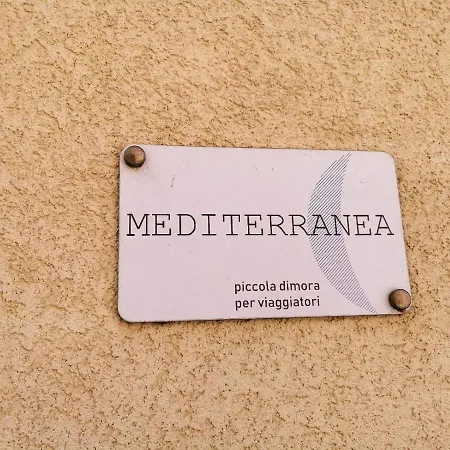 MEDITERRANEA
piccola dimora
per viaggiatori